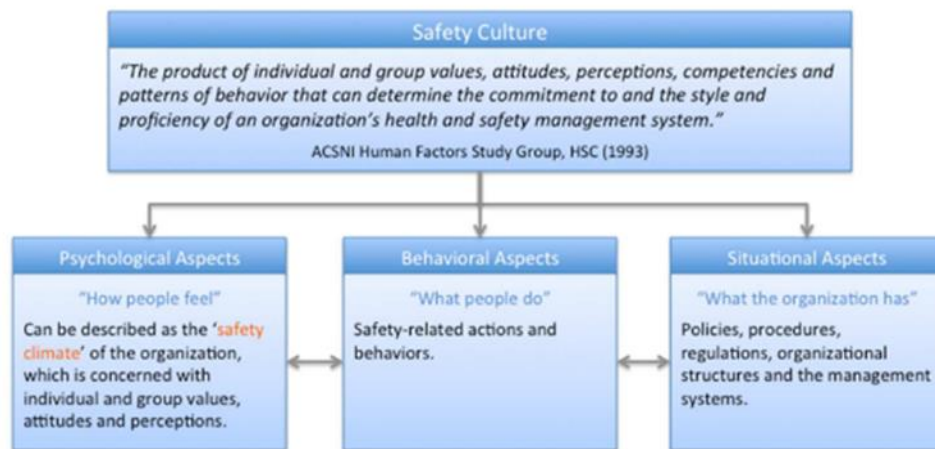 Safety Culture
“The product of individual and group values, attitudes, perceptions, competencies and
patterns of behavior that can determine the commitment to and the style and
proficiency of an organization’s health and safety management system.”
ACSNI Human Factors Study Group, HSC (1993)
Psychological Aspects
“How people feel”
Can be described as the ‘safety
climate’ of the organization,
which is concerned with
individual and group values,
attitudes and perceptions.
Behavioral Aspects
“What people do”
Safety-related actions and
behaviors.
Situational Aspects
“What the organization has”
Policies, procedures,
regulations, organizational
structures and the management
systems.